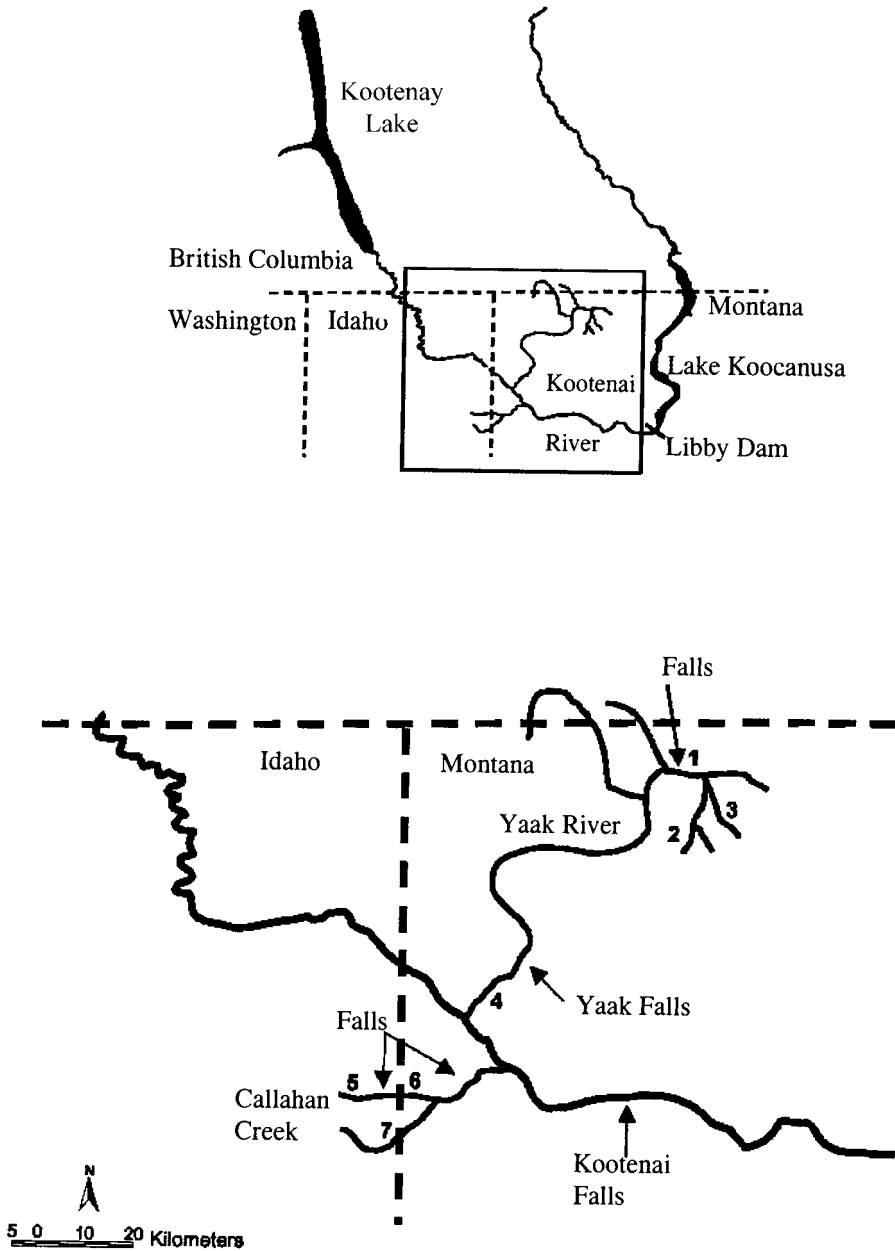 Kootenay
Lake
British Columbia
Washington
Idaho
Montana
Lake Koocanusa
Kootenai
River
Libby Dam
Falls
1
Idaho
Montana
3
Yaak River
2
4
Yaak Falls
Falls
5
6
Callahan
Creek
7
Kootenai
Falls
N
5 0 10 20 Kilometers